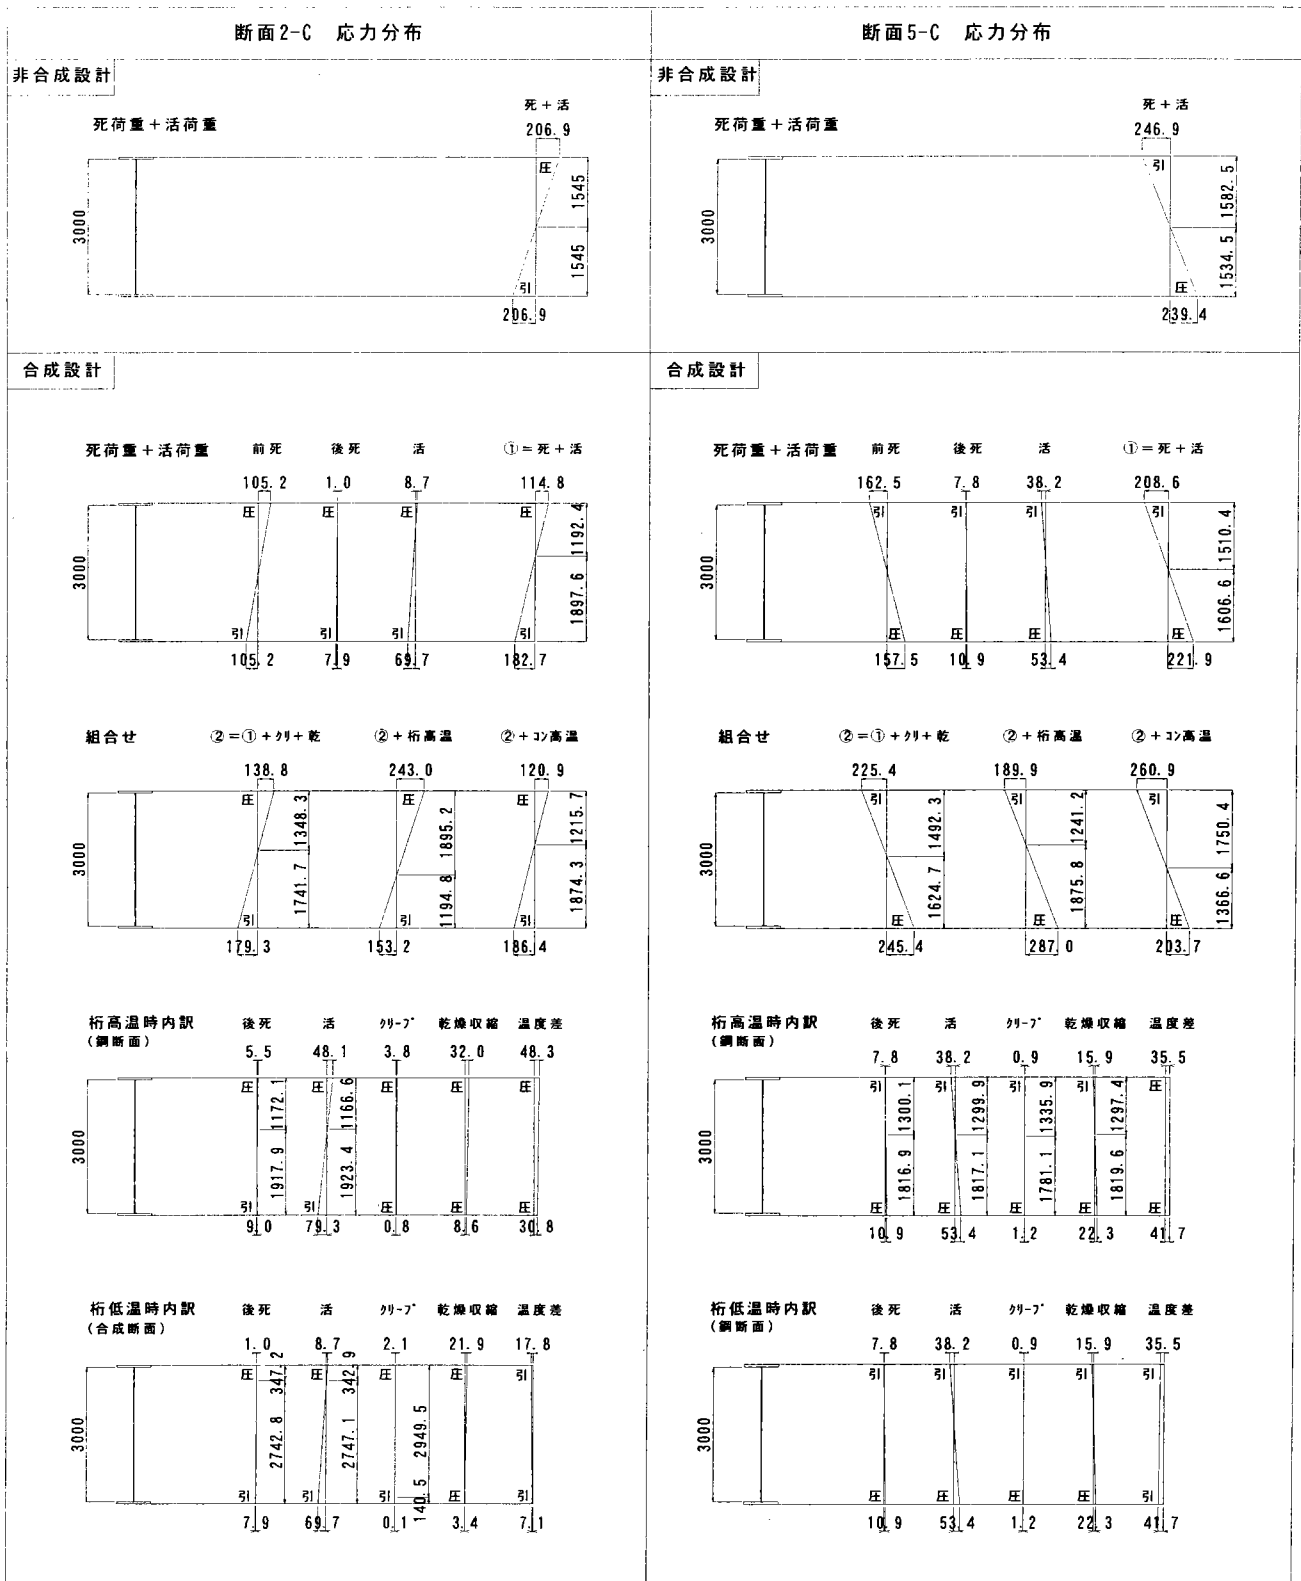 断面2-C 応力分布
非合成設計
死荷重＋活荷重
死＋活
206.9
圧
3000
1545
1545
引
206.9
合成設計
死荷重＋活荷重 前死 後死 活 ①＝死＋活
105.2 1.0 8.7 114.8
圧 圧 圧 圧
3000
1192.4
1897.6
引 引 引 引
105.2 7.9 69.7 182.7
組合せ ②＝①＋クリ＋乾 ②＋桁高温 ②＋コン高温
138.8 243.0 120.9
圧 圧 圧
3000
1348.3 1895.2 1215.7
1741.7 1194.8 1874.3
引 引 引
179.3 153.2 186.4
桁高温時内訳 後死 活 クリープ 乾燥収縮 温度差
(鋼断面)
5.5 48.1 3.8 32.0 48.3
圧 圧 圧 圧 圧
3000
1172.1 1166.6
1917.9 1923.4
引 引 圧 圧 圧
9.0 79.3 0.8 8.6 30.8
桁低温時内訳 後死 活 クリープ 乾燥収縮 温度差
(合成断面)
1.0 8.7 2.1 21.9 17.8
圧 圧 圧 圧 引
3000
347.2 342.9 2949.5
2742.8 2747.1 140.5
引 引 引 圧 引
7.9 69.7 0.1 3.4 7.1
断面5-C 応力分布
非合成設計
死荷重＋活荷重
死＋活
246.9
引
3000
1582.5
1534.5
圧
239.4
合成設計
死荷重＋活荷重 前死 後死 活 ①＝死＋活
162.5 7.8 38.2 208.6
引 引 引 引
3000
1510.4
1606.6
圧 圧 圧 圧
157.5 10.9 53.4 221.9
組合せ ②＝①＋クリ＋乾 ②＋桁高温 ②＋コン高温
225.4 189.9 260.9
引 引 引
3000
1492.3 1241.2 1750.4
1624.7 1875.8 1366.6
圧 圧 圧
245.4 287.0 203.7
桁高温時内訳 後死 活 クリープ 乾燥収縮 温度差
(鋼断面)
7.8 38.2 0.9 15.9 35.5
引 引 引 引 圧
3000
1300.1 1299.9 1335.9 1297.4
1816.9 1817.1 1781.1 1819.6
圧 圧 圧 圧 圧
10.9 53.4 1.2 22.3 41.7
桁低温時内訳 後死 活 クリープ 乾燥収縮 温度差
(鋼断面)
7.8 38.2 0.9 15.9 35.5
引 引 引 引 引
3000
圧 圧 圧 圧 引
10.9 53.4 1.2 22.3 41.7